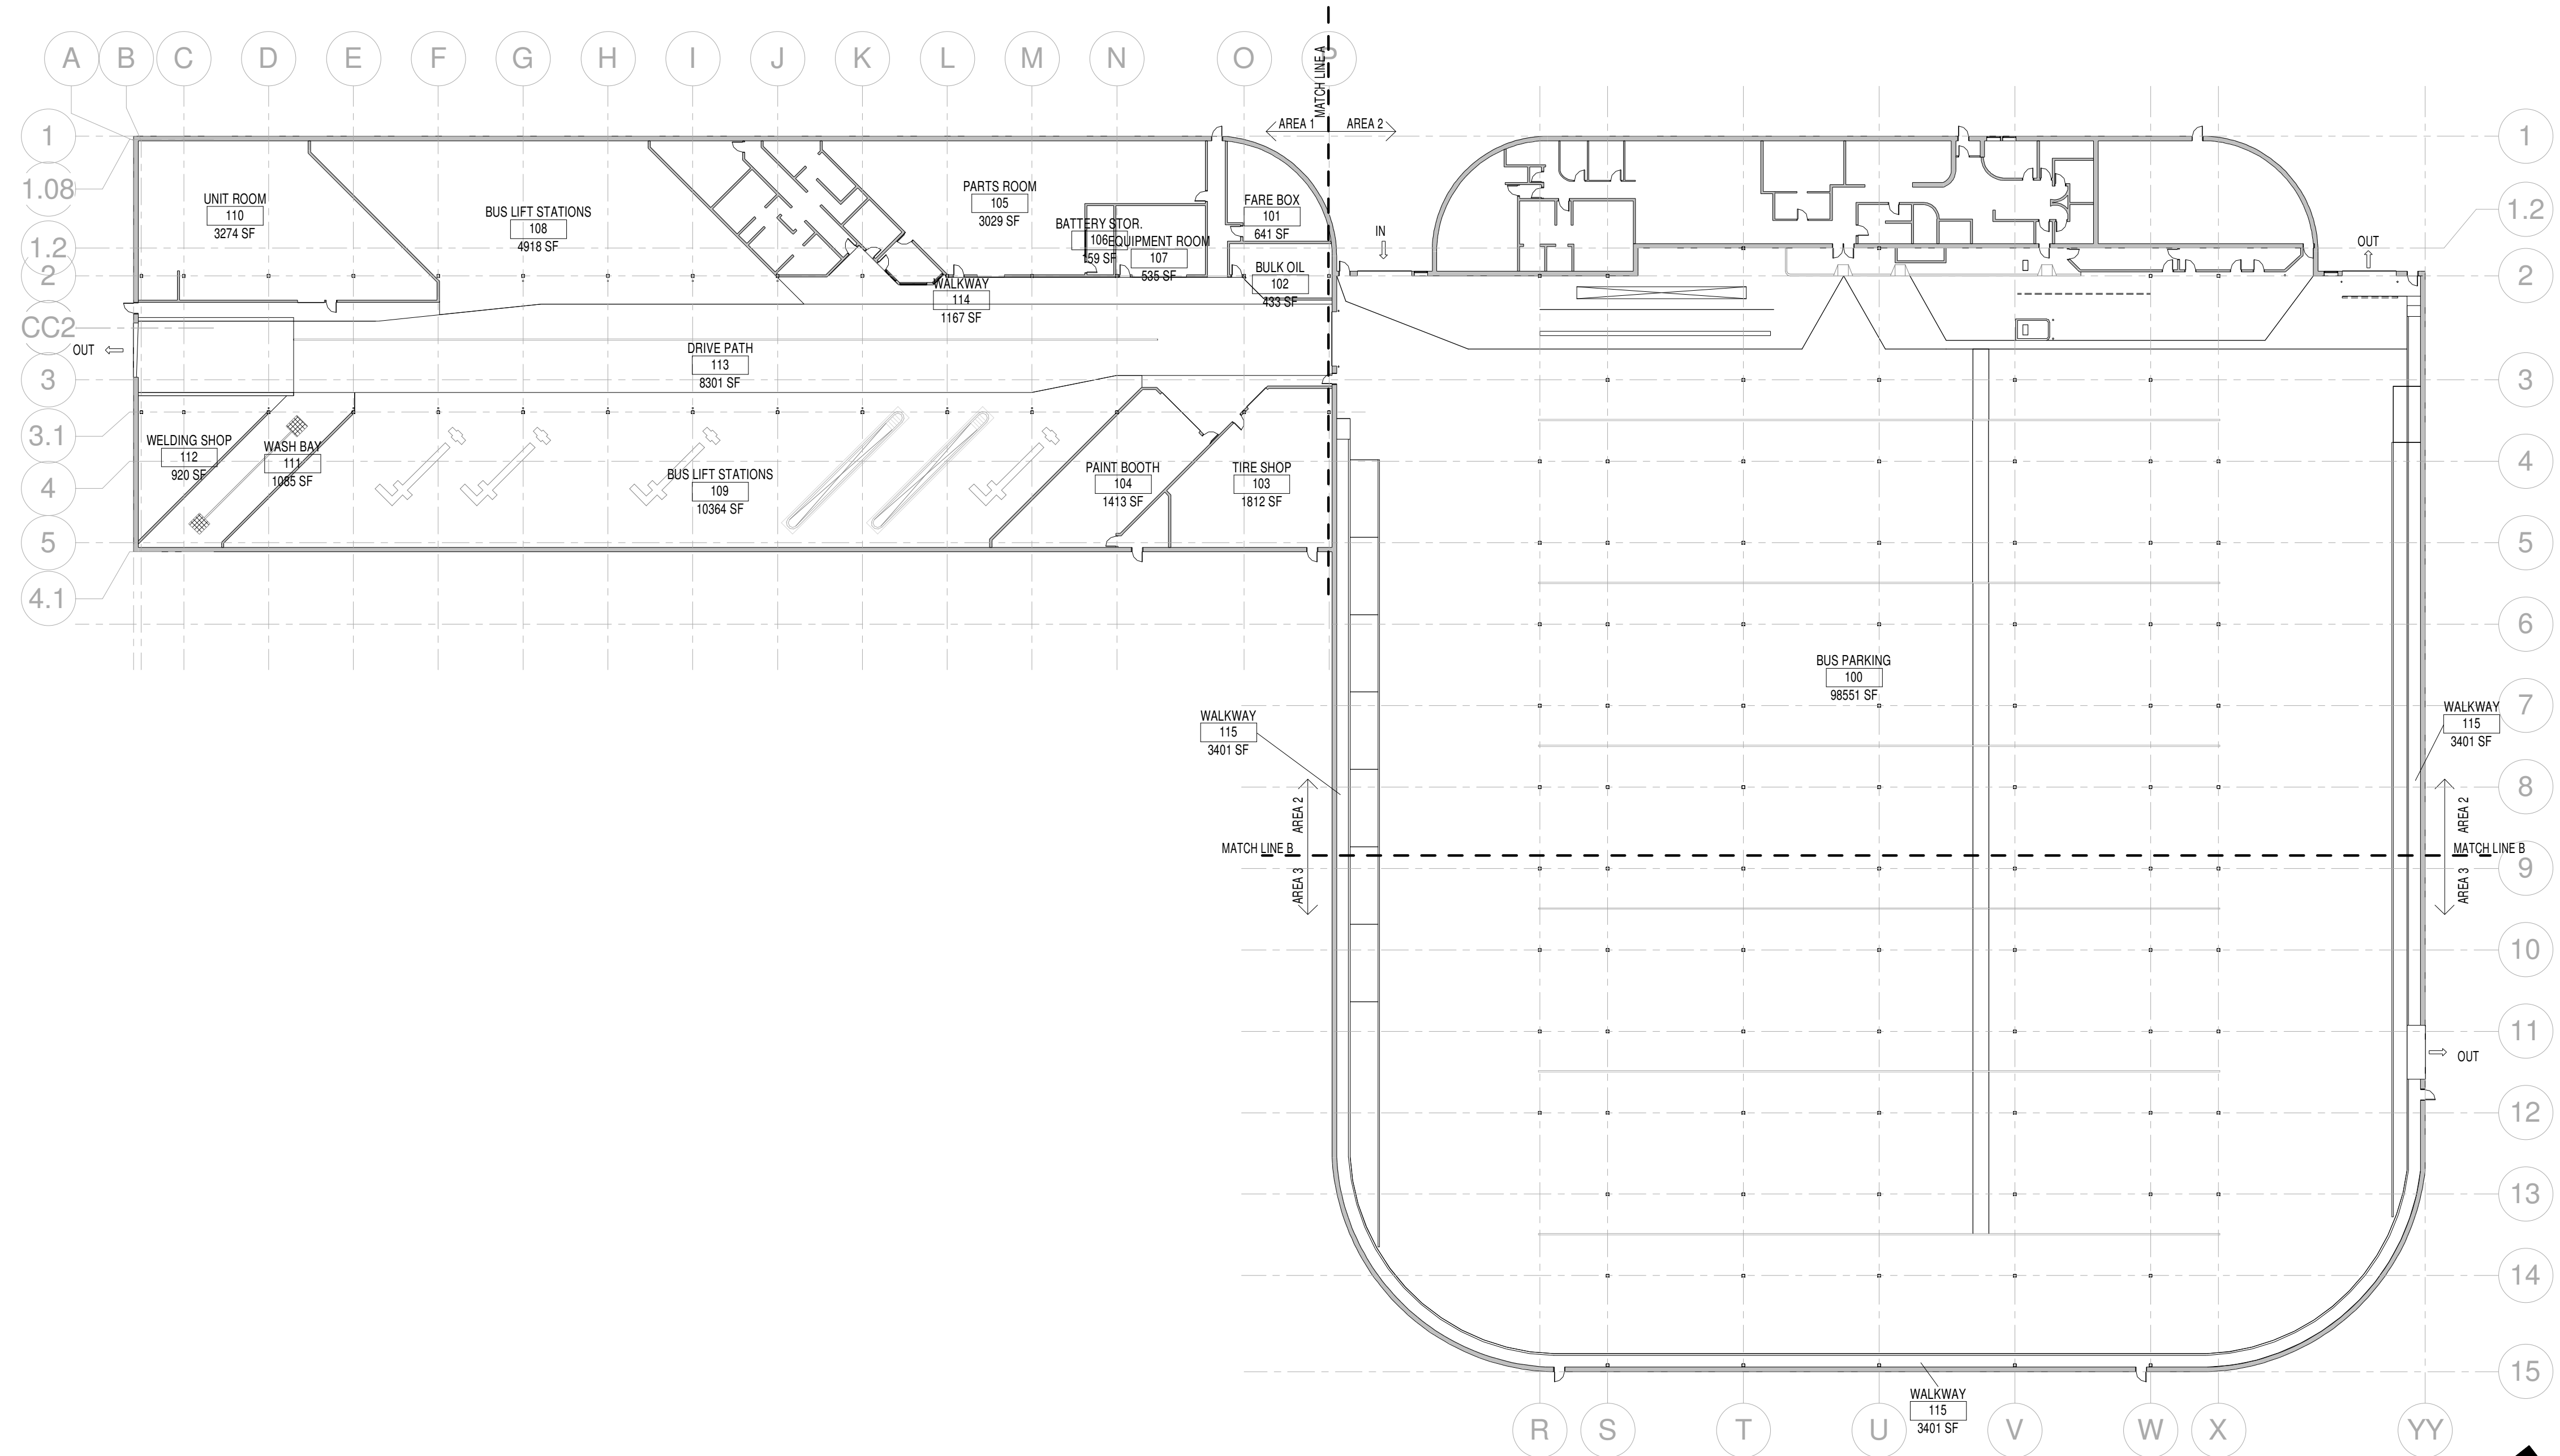 A B C D E F G H I J K L M N O P
MATCH LINE A
AREA 1 AREA 2
1 1
1.08
1.2 1.2
2 2
CC2
3 3
3.1
4 4
5 5
4.1
6
7
8
9
10
11
12
13
14
15
UNIT ROOM
110
3274 SF
BUS LIFT STATIONS
108
4918 SF
PARTS ROOM
105
3029 SF
BATTERY STOR.
106
159 SF
EQUIPMENT ROOM
107
535 SF
FARE BOX
101
641 SF
BULK OIL
102
433 SF
WALKWAY
114
1167 SF
IN
OUT
OUT
DRIVE PATH
113
8301 SF
WELDING SHOP
112
920 SF
WASH BAY
111
1085 SF
BUS LIFT STATIONS
109
10364 SF
PAINT BOOTH
104
1413 SF
TIRE SHOP
103
1812 SF
BUS PARKING
100
98551 SF
WALKWAY
115
3401 SF
WALKWAY
115
3401 SF
AREA 2
AREA 2
MATCH LINE B
MATCH LINE B
AREA 3
AREA 3
OUT
WALKWAY
115
3401 SF
R S T U V W X YY